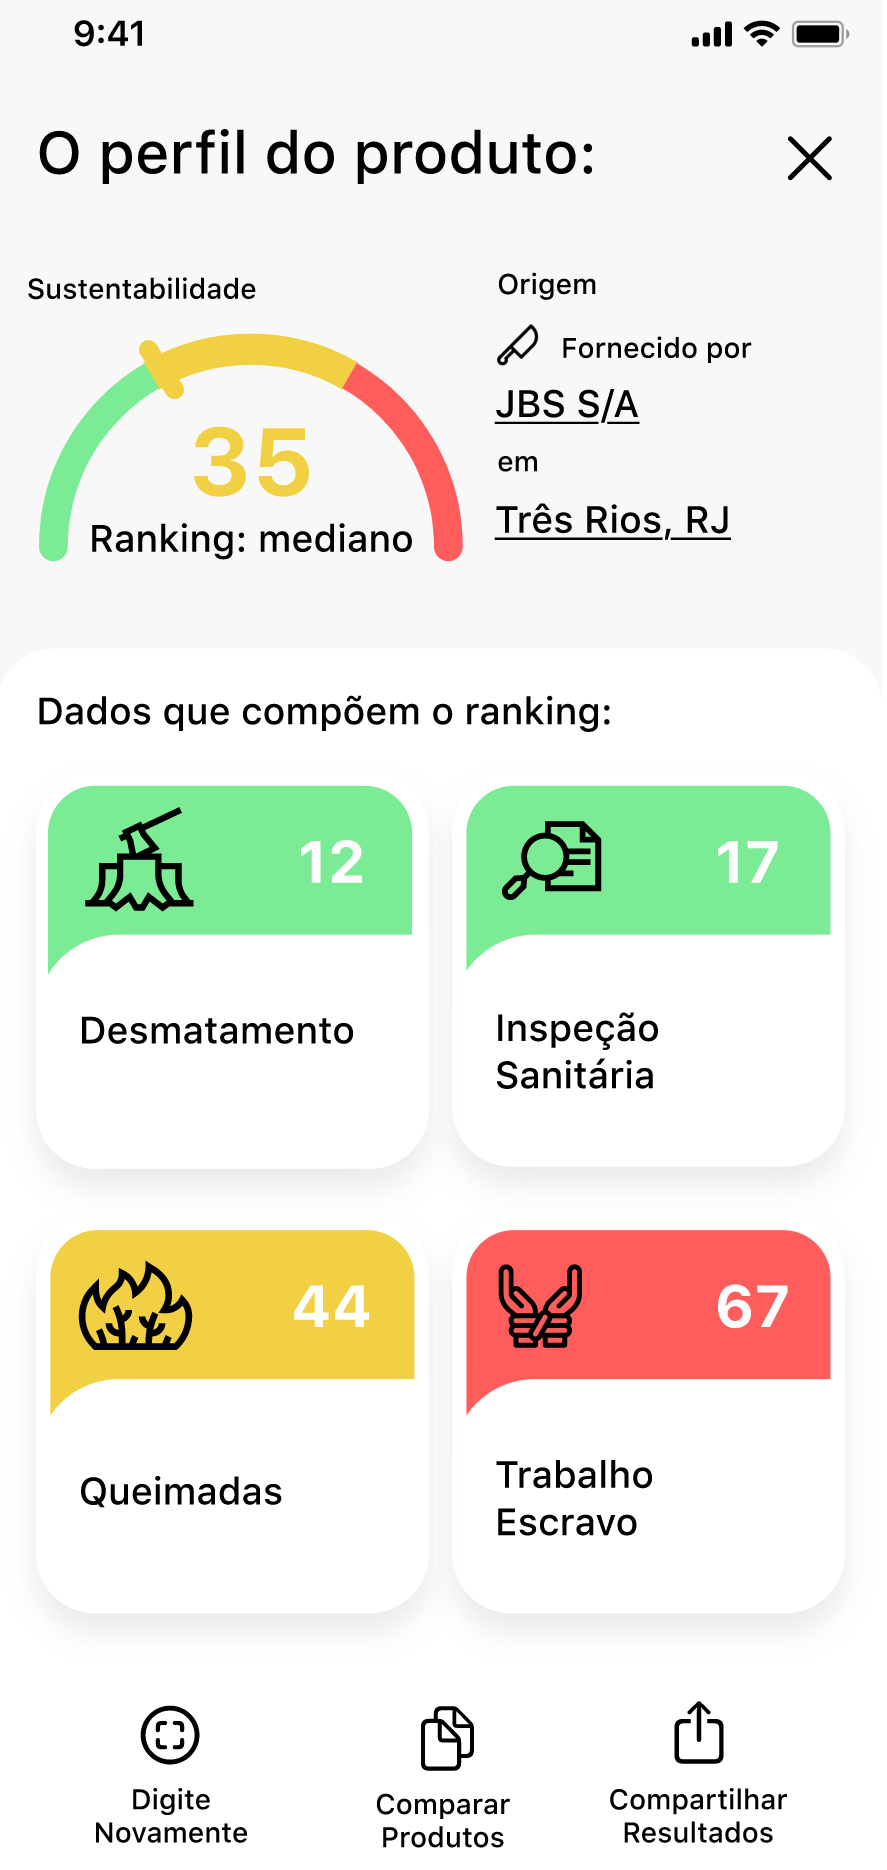 9:41
O perfil do produto:
Sustentabilidade
35
Ranking: mediano
Origem
Fornecido por
JBS S/A
em
Três Rios, RJ
Dados que compõem o ranking:
12
Desmatamento
17
Inspeção
Sanitária
44
Queimadas
67
Trabalho
Escravo
Digite
Novamente
Comparar
Produtos
Compartilhar
Resultados